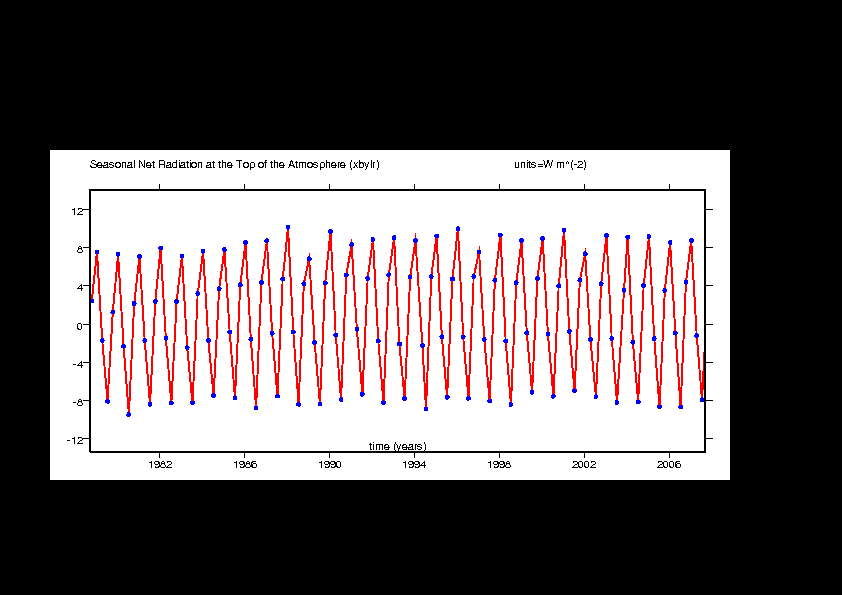 Seasonal Net Radiation at the Top of the Atmosphere (xbylr) units=W m^(-2)
12
8
4
0
-4
-8
-12
time (years)
1982 1986 1990 1994 1998 2002 2006